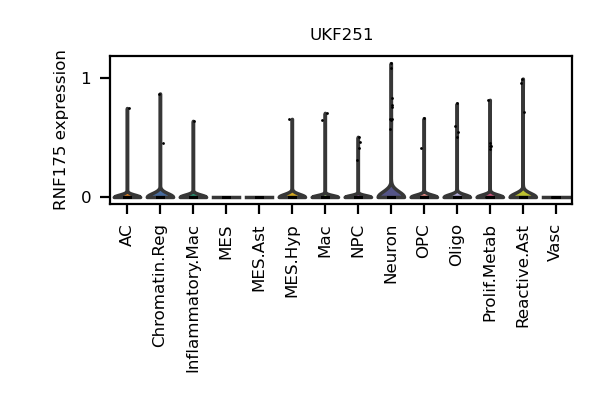 UKF251
RNF175 expression
1
0
AC
Chromatin.Reg
Inflammatory.Mac
MES
MES.Ast
MES.Hyp
Mac
NPC
Neuron
OPC
Oligo
Prolif.Metab
Reactive.Ast
Vasc